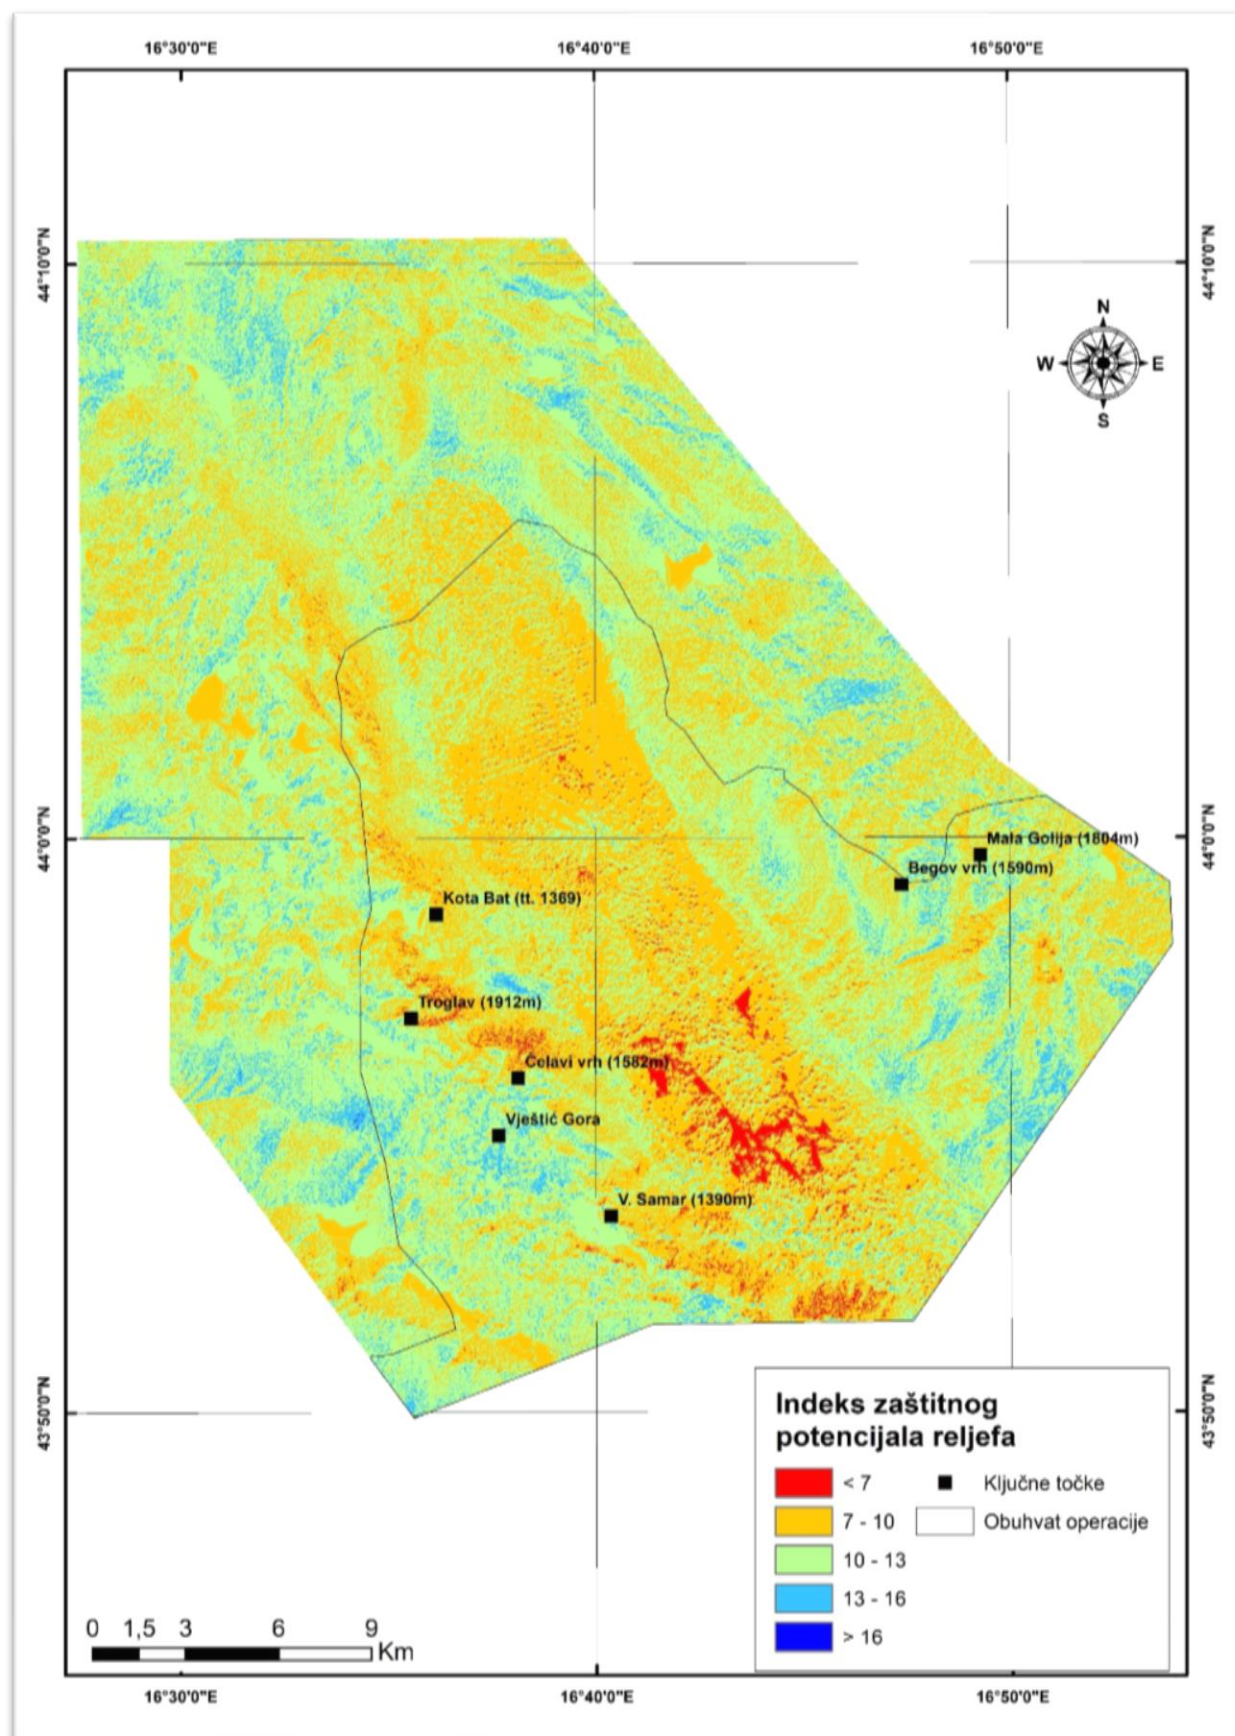 16°30'0"E 16°40'0"E 16°50'0"E
44°10'0"N 44°10'0"N
N
W E
S
44°0'0"N 44°0'0"N
Mala Golija (1804m)
Begov vrh (1590m)
Kota Bat (tt. 1369)
Troglav (1912m)
Ćelavi vrh (1582m)
Vještić Gora
V. Samar (1390m)
43°50'0"N 43°50'0"N
Indeks zaštitnog
potencijala reljefa
< 7 Ključne točke
7 - 10 Obuhvat operacije
10 - 13
13 - 16
> 16
0 1,5 3 6 9
Km
16°30'0"E 16°40'0"E 16°50'0"E